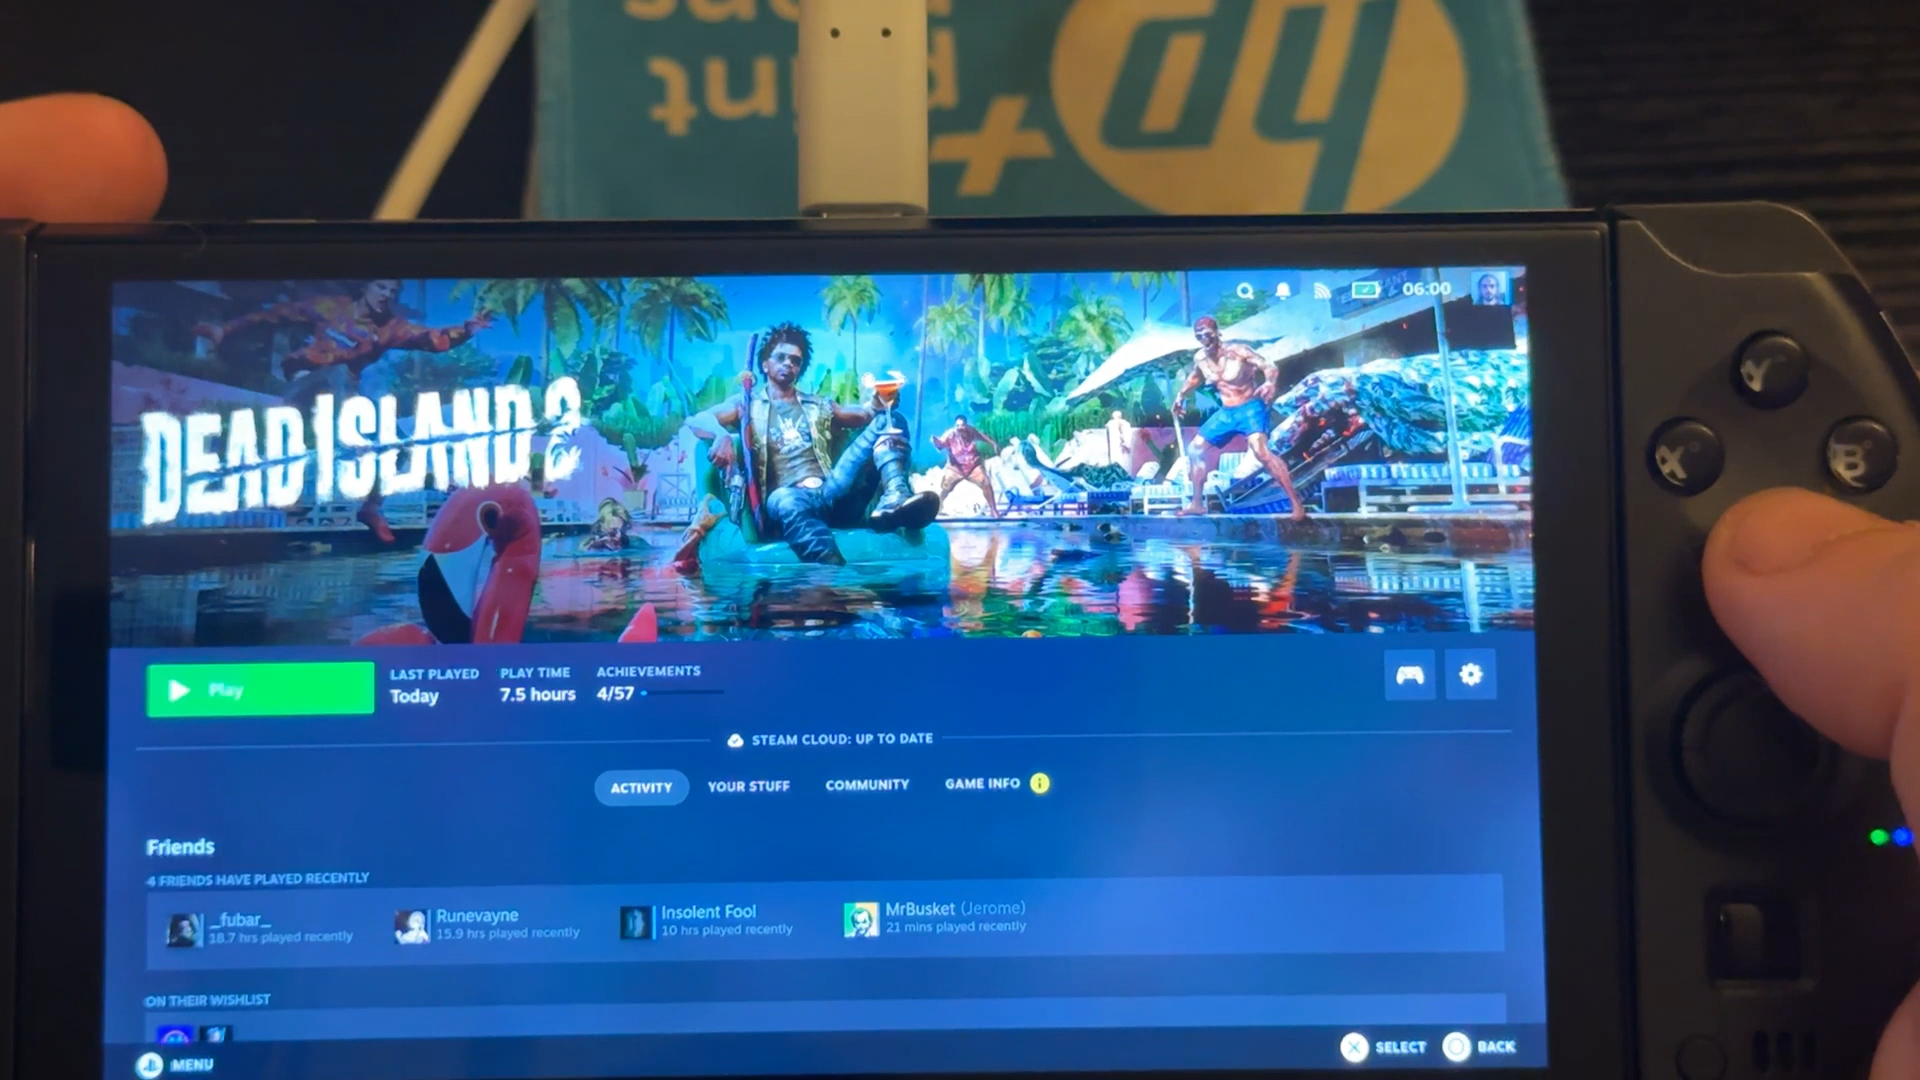 print
hp
+
06:00
DEAD ISLAND 2
Play
LAST PLAYED
Today
PLAY TIME
7.5 hours
ACHIEVEMENTS
4/57
STEAM CLOUD: UP TO DATE
ACTIVITY
YOUR STUFF
COMMUNITY
GAME INFO
Friends
4 FRIENDS HAVE PLAYED RECENTLY
_fubar_
18.7 hrs played recently
Runevayne
15.9 hrs played recently
Insolent Fool
10 hrs played recently
MrBusket (Jerome)
21 mins played recently
ON THEIR WISHLIST
MENU
SELECT
BACK
Y
X
B